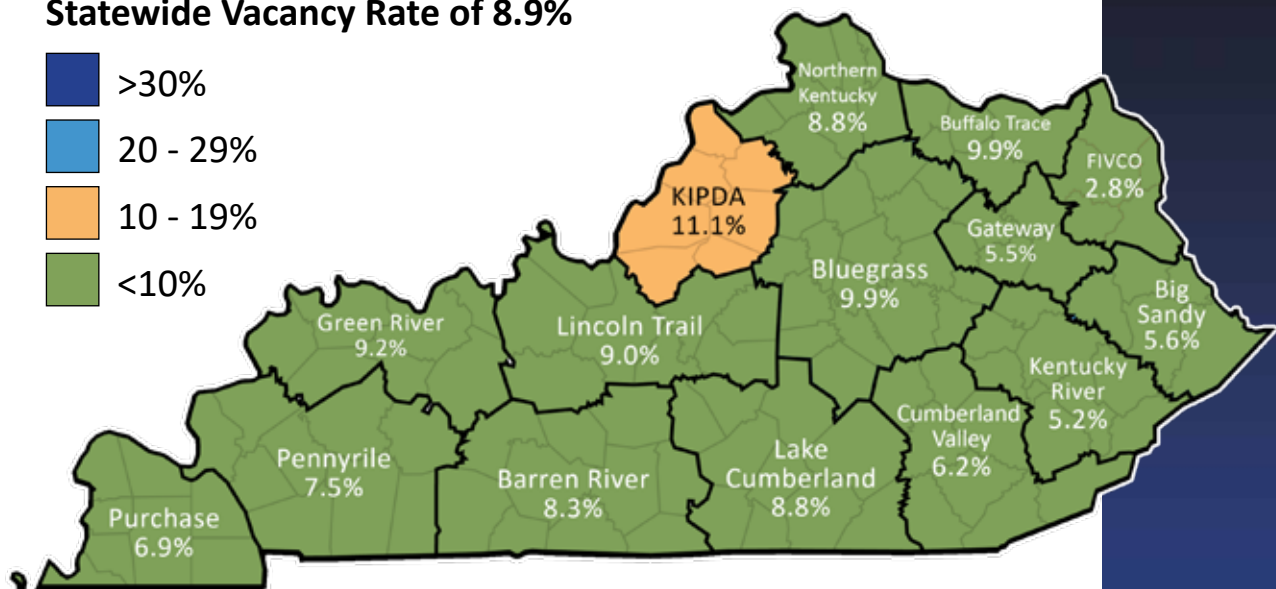 Statewide Vacancy Rate of 8.9%
>30%
20 - 29%
10 - 19%
<10%
Northern
Kentucky
8.8%
Buffalo Trace
9.9%
FIVCO
2.8%
KIPDA
11.1%
Gateway
5.5%
Bluegrass
9.9%
Big
Sandy
5.6%
Green River
9.2%
Lincoln Trail
9.0%
Kentucky
River
5.2%
Cumberland
Valley
6.2%
Pennyrile
7.5%
Barren River
8.3%
Lake
Cumberland
8.8%
Purchase
6.9%